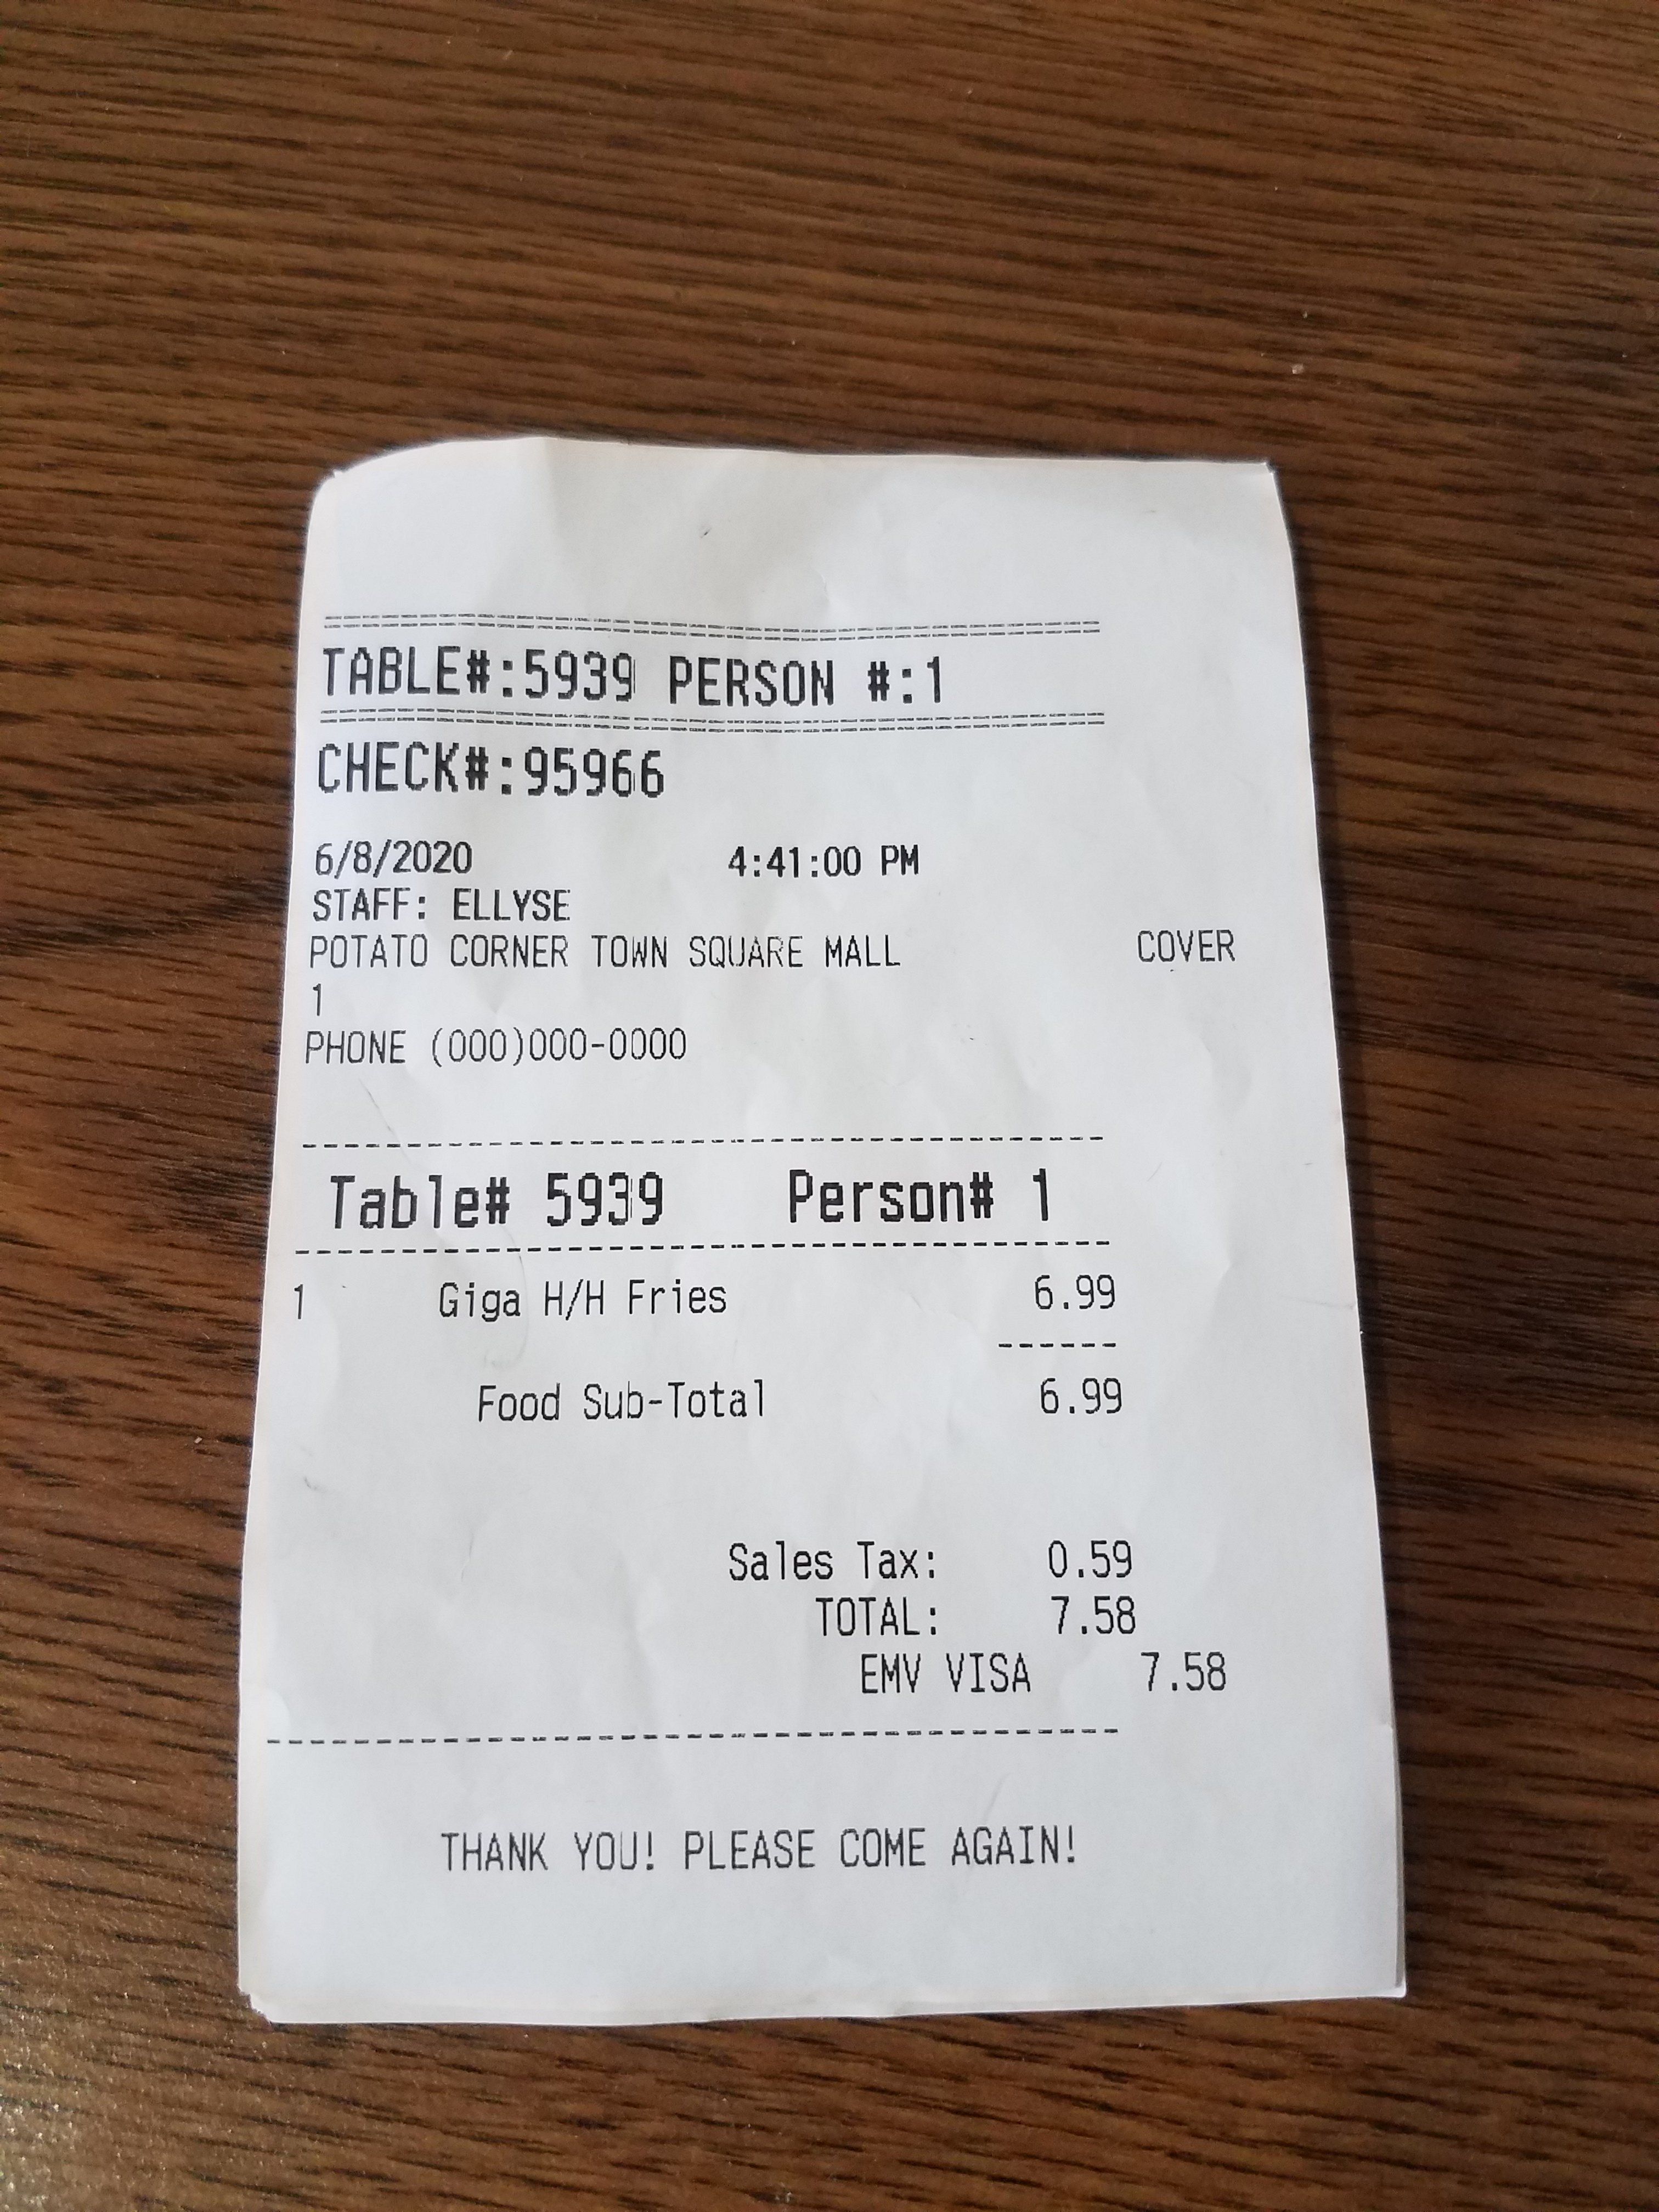 TABLE#:5939 PERSON #:1
CHECK#:95966
6/8/2020 4:41:00 PM
STAFF: ELLYSE
POTATO CORNER TOWN SQUARE MALL COVER
1
PHONE (000)000-0000
Table# 5939 Person# 1
1 Giga H/H Fries 6.99
Food Sub-Total 6.99
Sales Tax: 0.59
TOTAL: 7.58
EMV VISA 7.58
THANK YOU! PLEASE COME AGAIN!